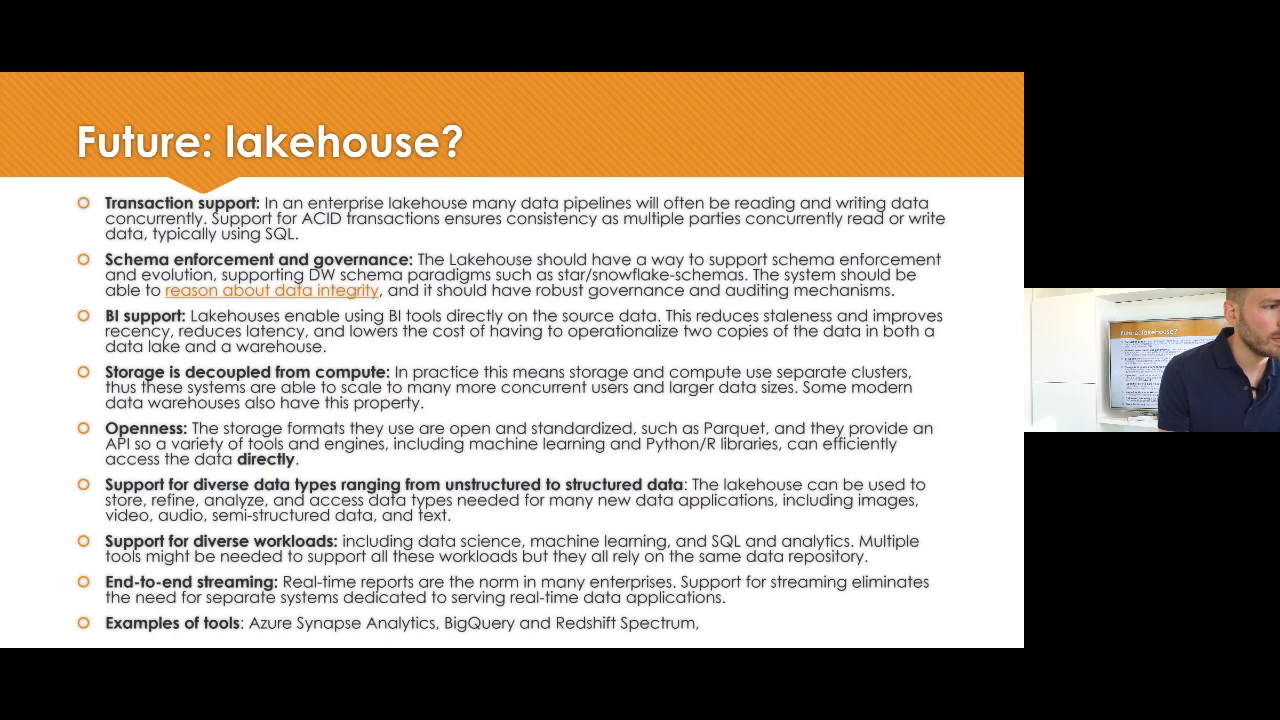 Future: lakehouse?
Transaction support: In an enterprise lakehouse many data pipelines will often be reading and writing data
concurrently. Support for ACID transactions ensures consistency as multiple parties concurrently read or write
data, typically using SQL.
Schema enforcement and governance: The Lakehouse should have a way to support schema enforcement
and evolution, supporting DW schema paradigms such as star/snowflake-schemas. The system should be
able to reason about data integrity, and it should have robust governance and auditing mechanisms.
BI support: Lakehouses enable using BI tools directly on the source data. This reduces staleness and improves
recency, reduces latency, and lowers the cost of having to operationalize two copies of the data in both a
data lake and a warehouse.
Storage is decoupled from compute: In practice this means storage and compute use separate clusters,
thus these systems are able to scale to many more concurrent users and larger data sizes. Some modern
data warehouses also have this property.
Openness: The storage formats they use are open and standardized, such as Parquet, and they provide an
API so a variety of tools and engines, including machine learning and Python/R libraries, can efficiently
access the data directly.
Support for diverse data types ranging from unstructured to structured data: The lakehouse can be used to
store, refine, analyze, and access data types needed for many new data applications, including images,
video, audio, semi-structured data, and text.
Support for diverse workloads: including data science, machine learning, and SQL and analytics. Multiple
tools might be needed to support all these workloads but they all rely on the same data repository.
End-to-end streaming: Real-time reports are the norm in many enterprises. Support for streaming eliminates
the need for separate systems dedicated to serving real-time data applications.
Examples of tools: Azure Synapse Analytics, BigQuery and Redshift Spectrum,
Future: lakehouse?